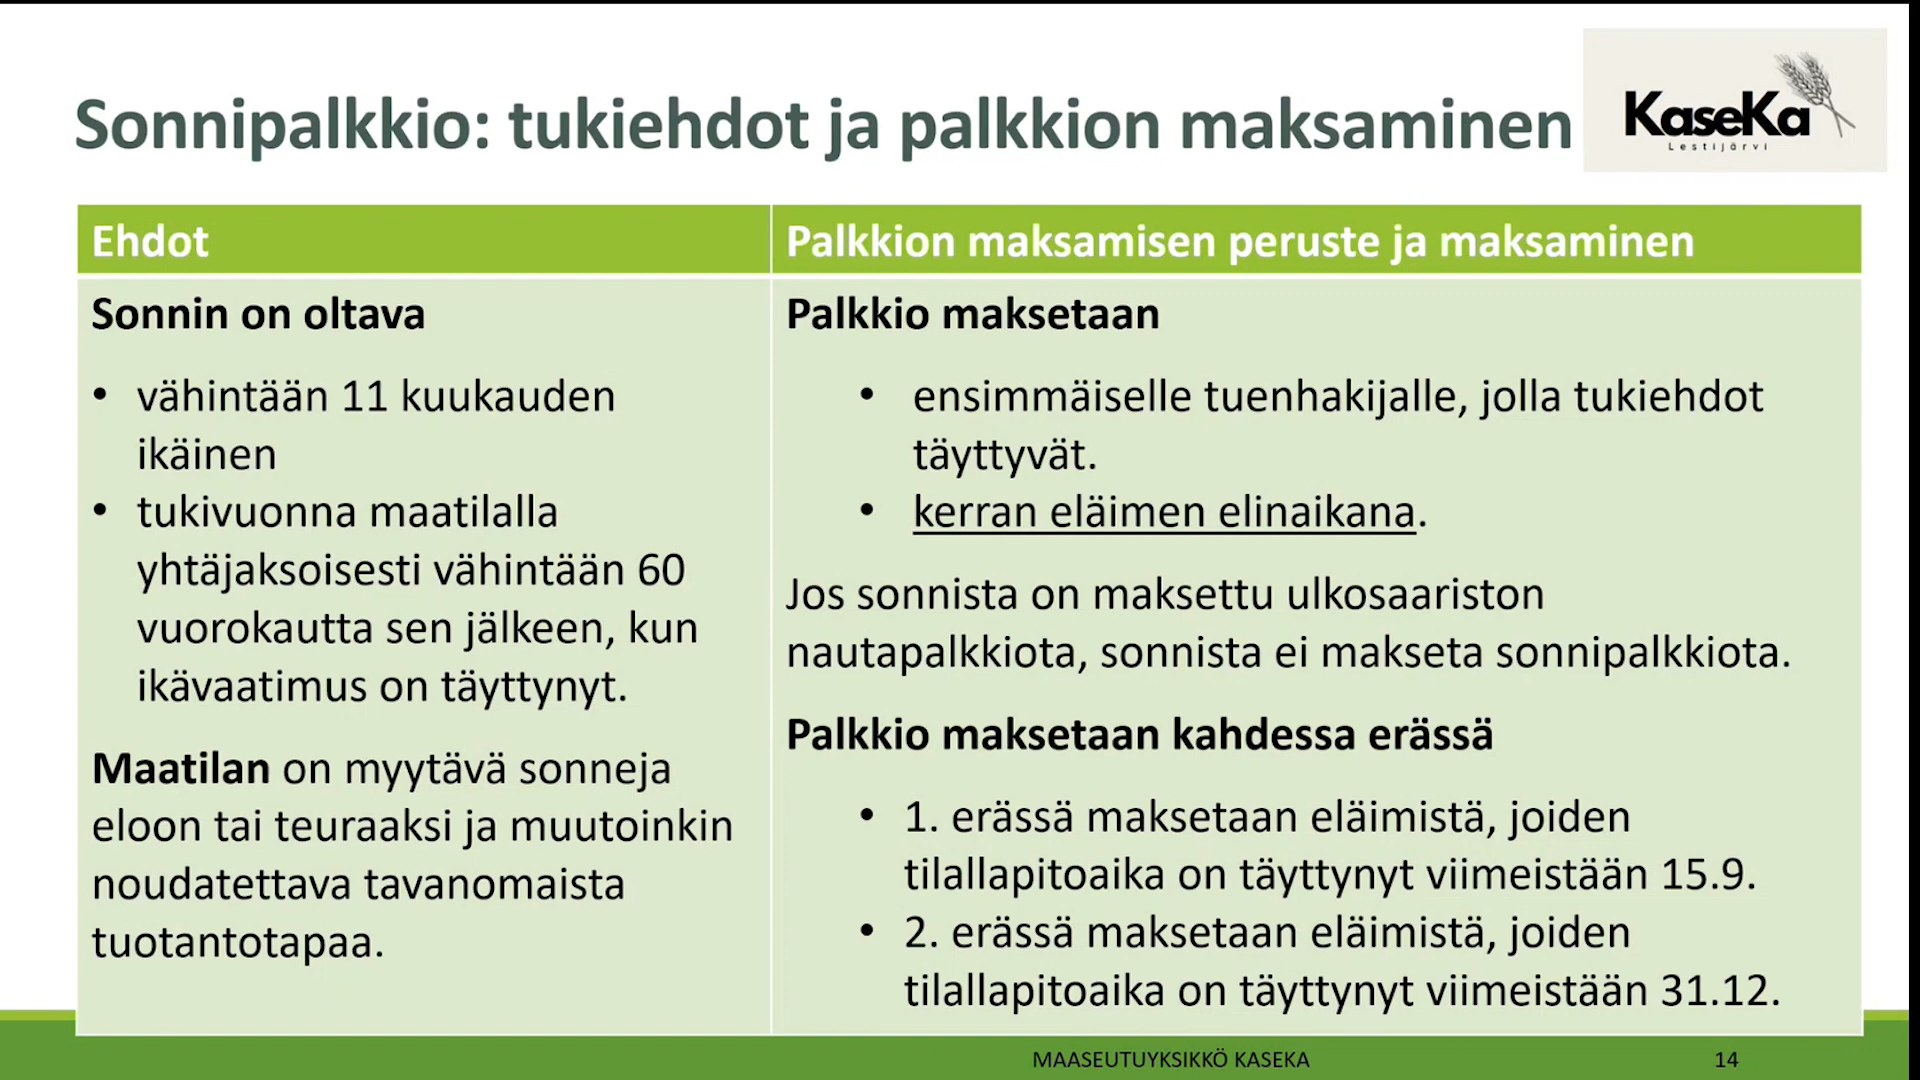 Sonnipalkkio: tukiehdot ja palkkion maksaminen
KaseKa
Lestijärvi
Ehdot
Sonnin on oltava
• vähintään 11 kuukauden
ikäinen
• tukivuonna maatilalla
yhtäjaksoisesti vähintään 60
vuorokautta sen jälkeen, kun
ikävaatimus on täyttynyt.
Maatilan on myytävä sonneja
eloon tai teuraaksi ja muutoinkin
noudatettava tavanomaista
tuotantotapaa.
Palkkion maksamisen peruste ja maksaminen
Palkkio maksetaan
• ensimmäiselle tuenhakijalle, jolla tukiehdot
täyttyvät.
• kerran eläimen elinaikana.
Jos sonnista on maksettu ulkosaariston
nautapalkkiota, sonnista ei makseta sonnipalkkiota.
Palkkio maksetaan kahdessa erässä
• 1. erässä maksetaan eläimistä, joiden
tilallapitoaika on täyttynyt viimeistään 15.9.
• 2. erässä maksetaan eläimistä, joiden
tilallapitoaika on täyttynyt viimeistään 31.12.
MAASEUTUYKSIKKÖ KASEKA
14